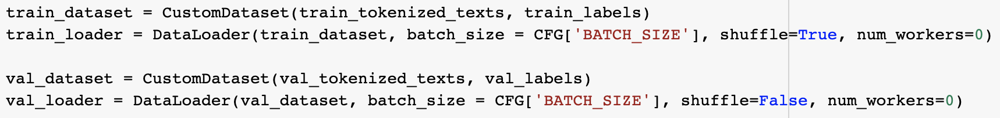 train_dataset = CustomDataset(train_tokenized_texts, train_labels)
train_loader = DataLoader(train_dataset, batch_size = CFG['BATCH_SIZE'], shuffle=True, num_workers=0)
val_dataset = CustomDataset(val_tokenized_texts, val_labels)
val_loader = DataLoader(val_dataset, batch_size = CFG['BATCH_SIZE'], shuffle=False, num_workers=0)